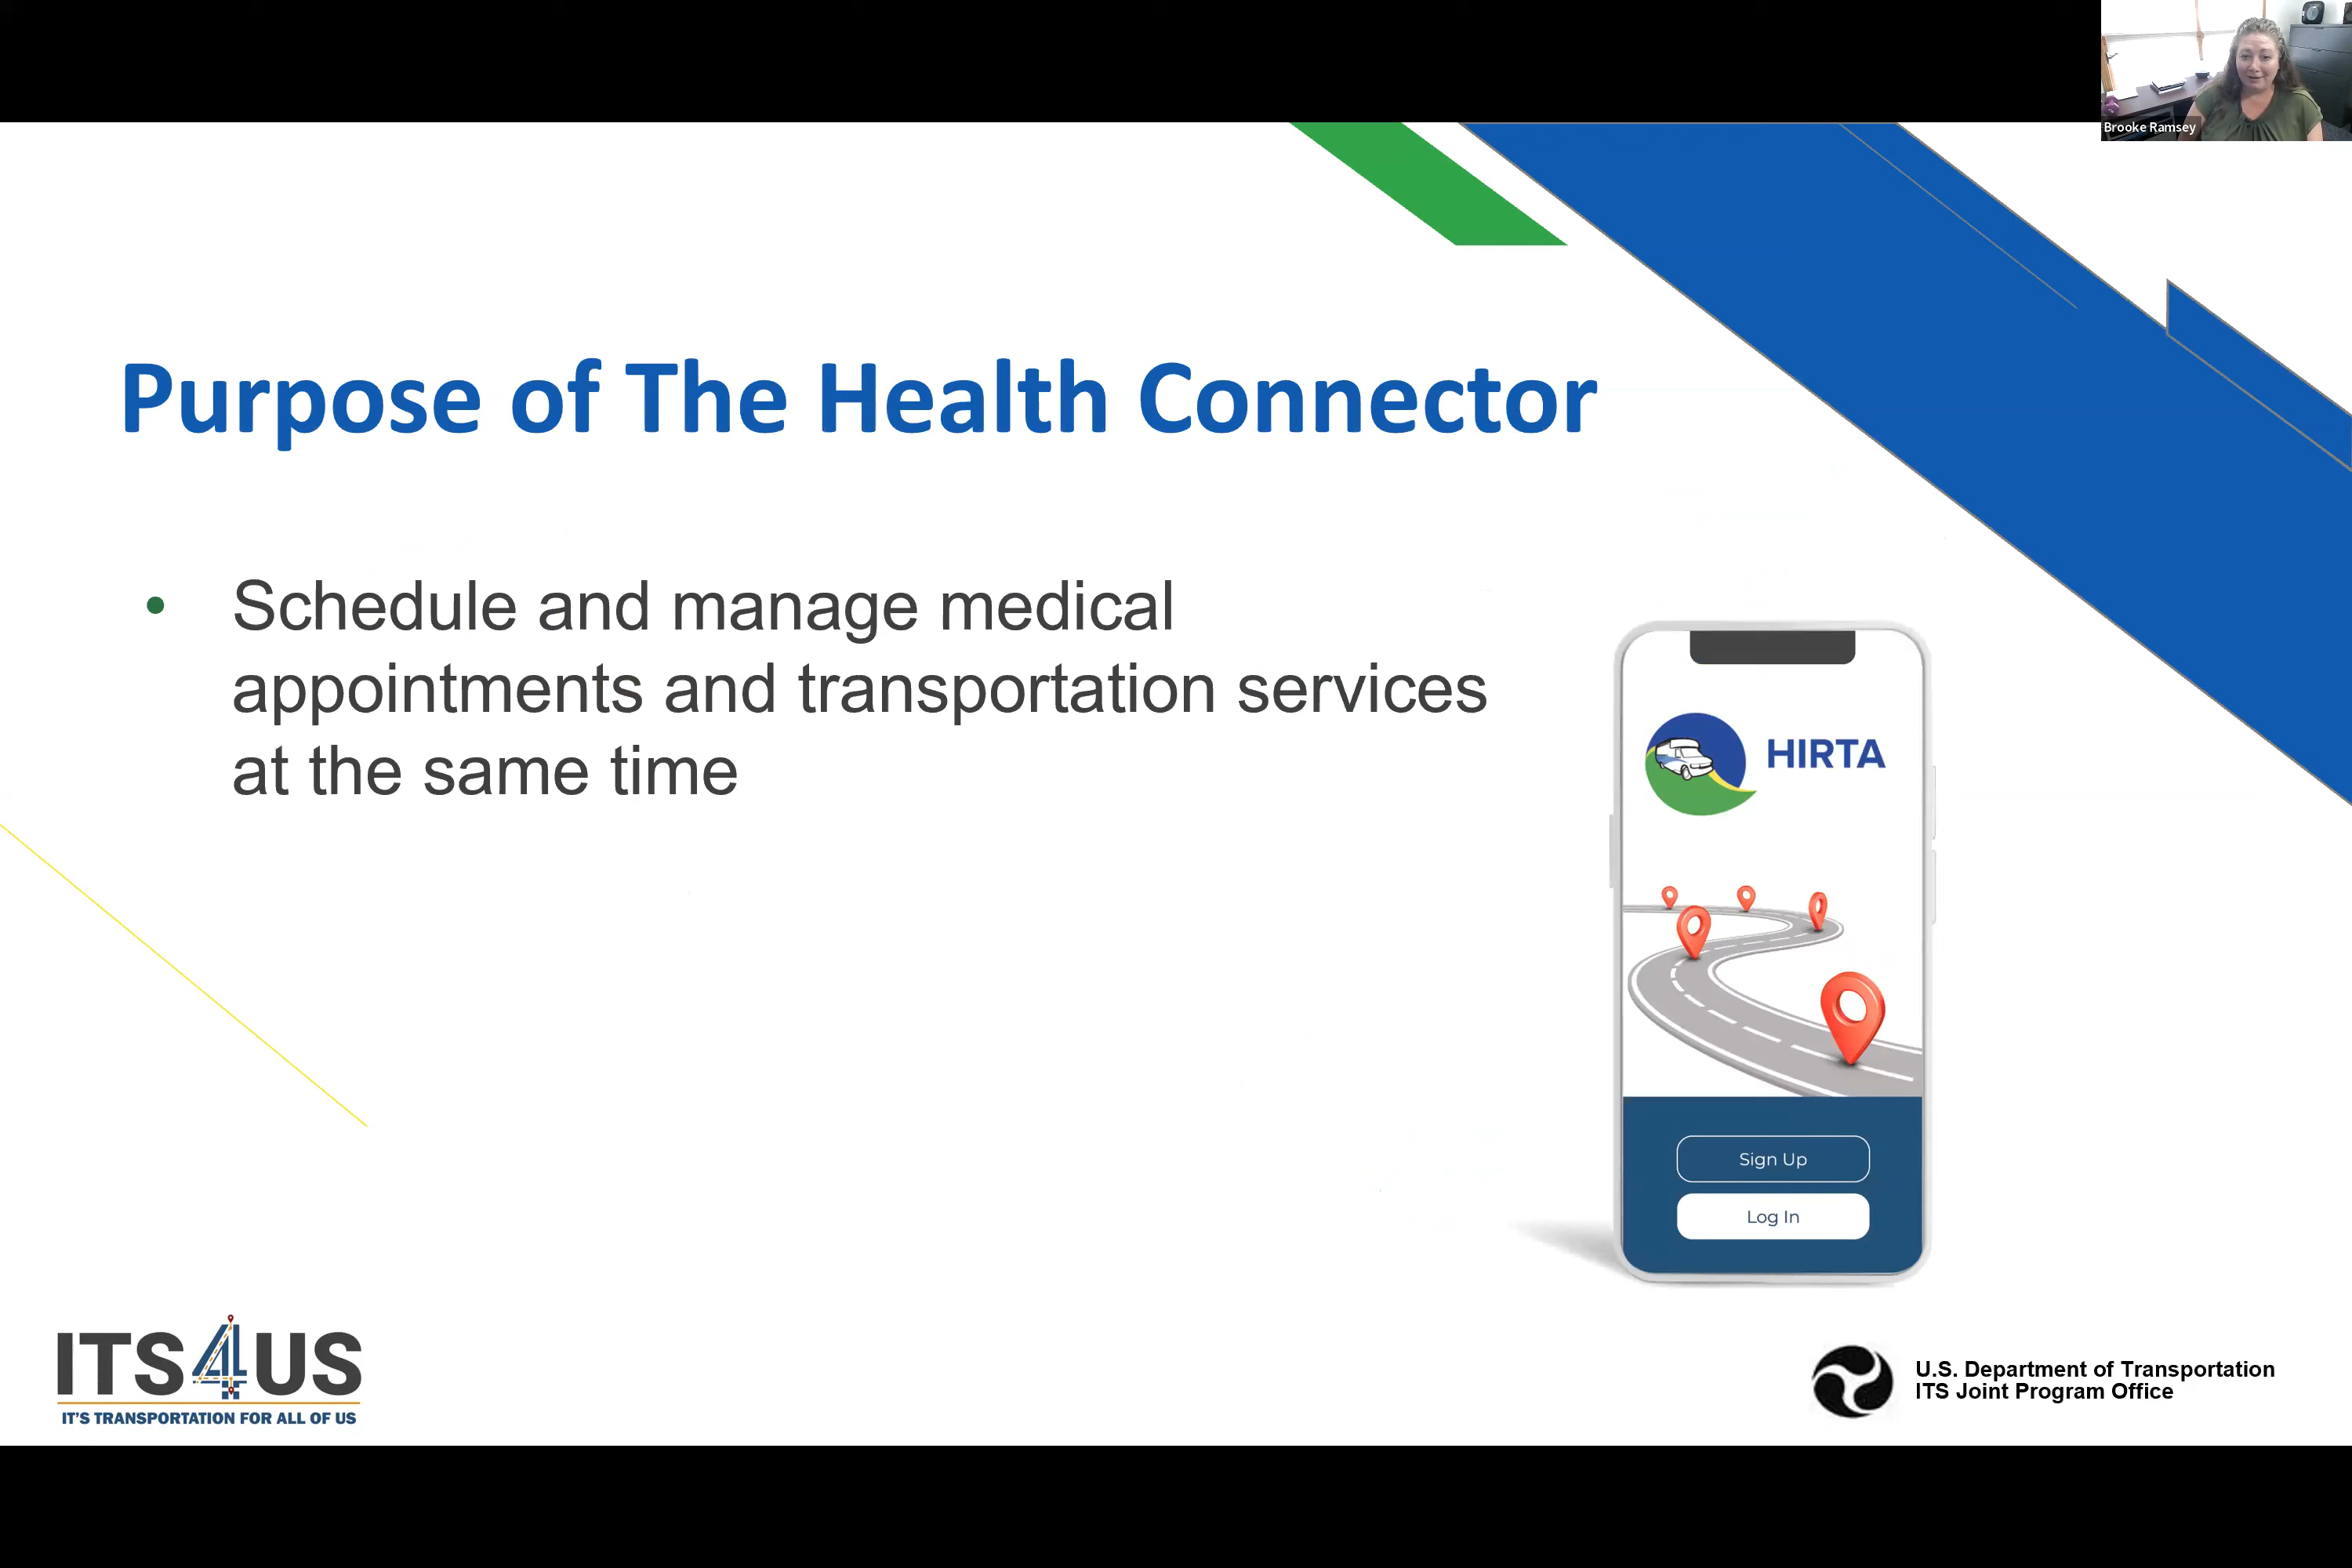 Brooke Ramsey
Purpose of The Health Connector
• Schedule and manage medical
appointments and transportation services
at the same time
HIRTA
Sign Up
Log In
ITS4US
IT'S TRANSPORTATION FOR ALL OF US
U.S. Department of Transportation
ITS Joint Program Office